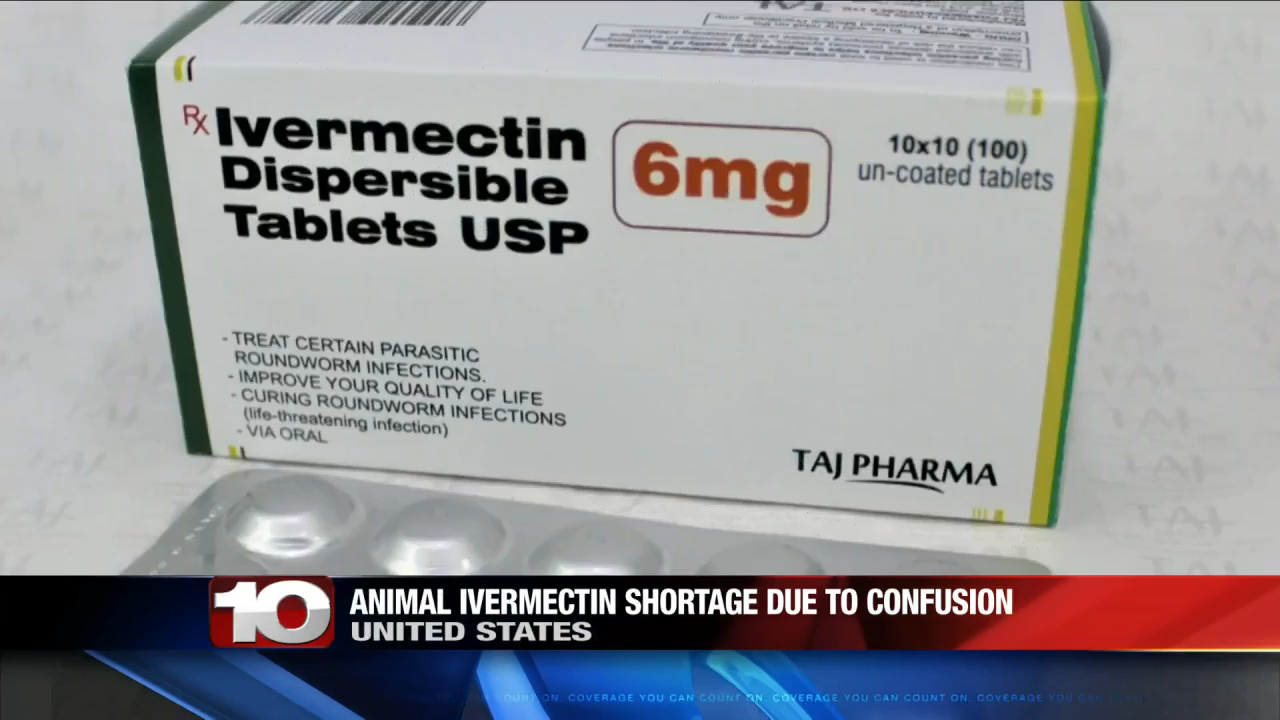 Rx Ivermectin
Dispersible
Tablets USP
6mg
10x10 (100)
un-coated tablets
- TREAT CERTAIN PARASITIC
ROUNDWORM INFECTIONS.
- IMPROVE YOUR QUALITY OF LIFE
- CURING ROUNDWORM INFECTIONS
(life-threatening infection)
- VIA ORAL
TAJ PHARMA
10
ANIMAL IVERMECTIN SHORTAGE DUE TO CONFUSION
UNITED STATES
COUNT ON. COVERAGE YOU CAN COUNT ON. COVERAGE YOU CAN COUNT ON. COVERAGE YOU CAN